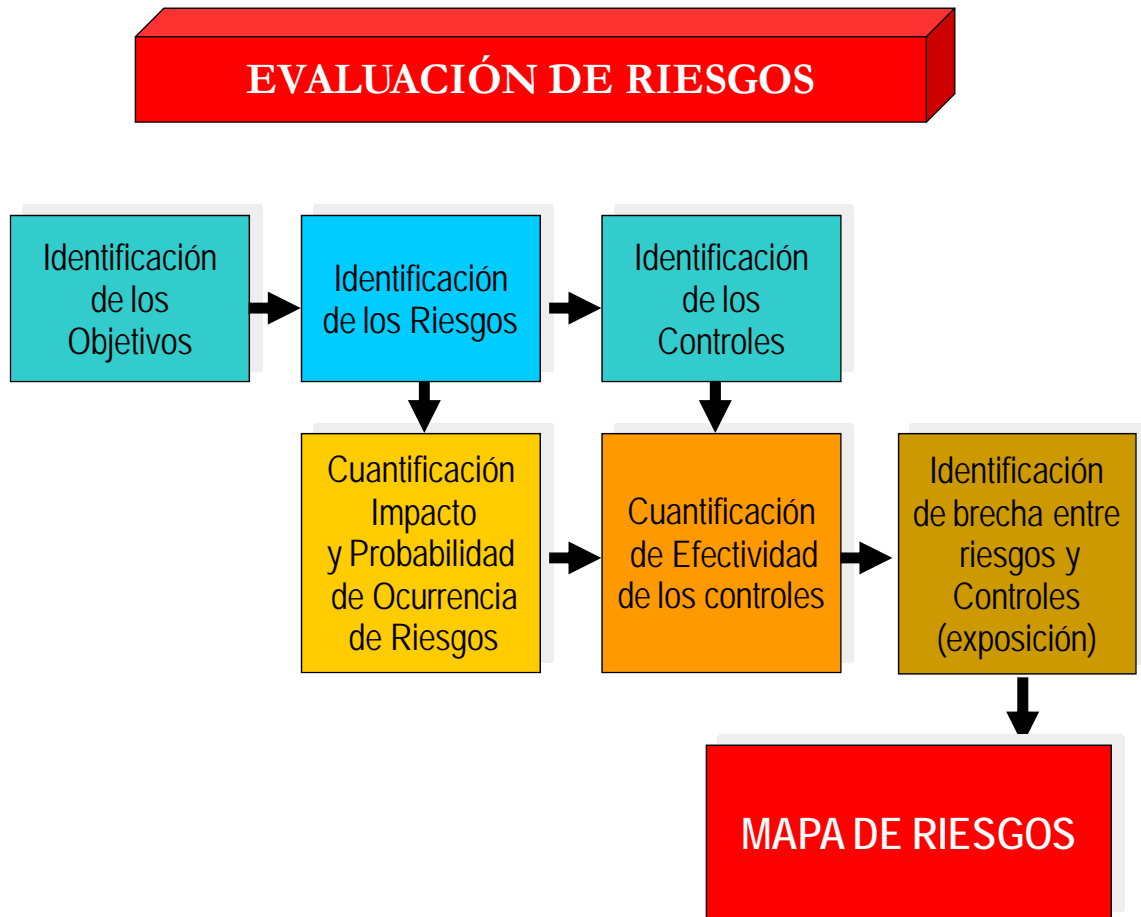 EVALUACIÓN DE RIESGOS
Identificación
de los
Objetivos
Identificación
de los Riesgos
Identificación
de los
Controles
Cuantificación
Impacto
y Probabilidad
de Ocurrencia
de Riesgos
Cuantificación
de Efectividad
de los controles
Identificación
de brecha entre
riesgos y
Controles
(exposición)
MAPA DE RIESGOS